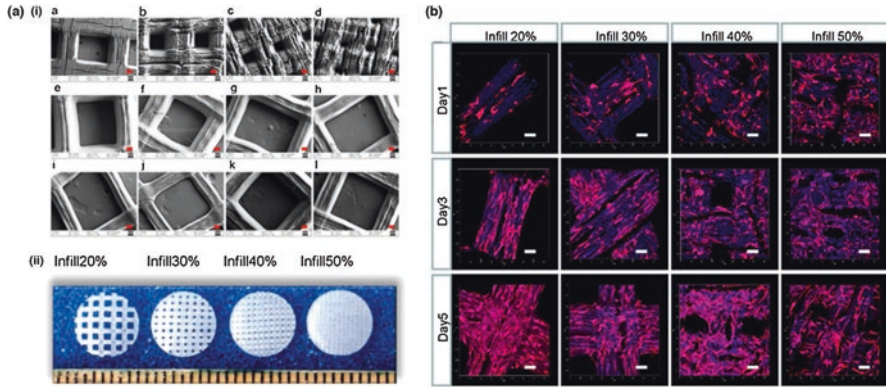 (a) (i)
a b c d
e f g h
i j k l
(ii) Infill20% Infill30% Infill40% Infill50%
(b)
Infill 20% Infill 30% Infill 40% Infill 50%
Day1
Day3
Day5